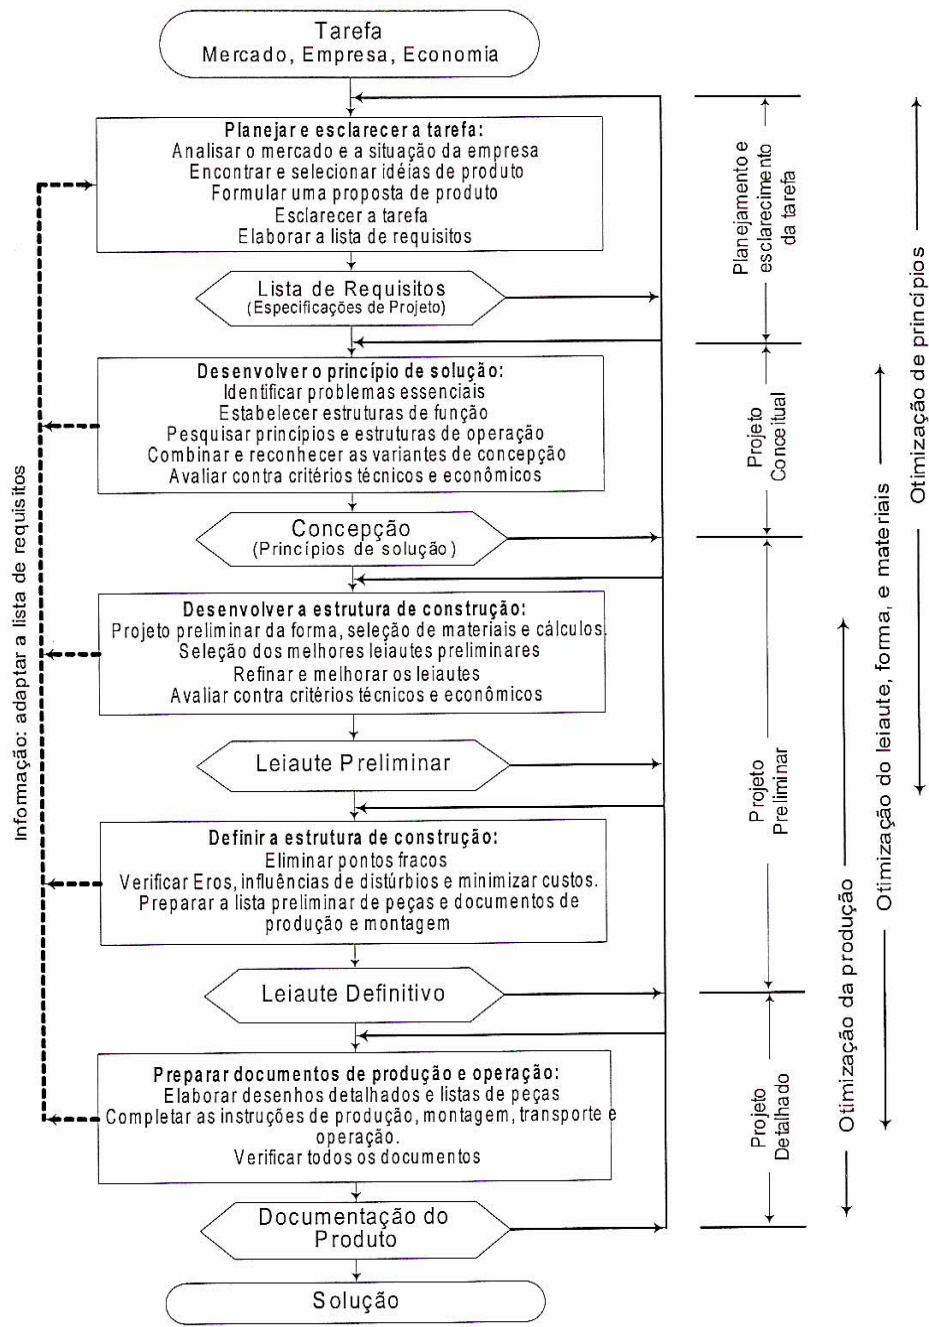 Tarefa
Mercado, Empresa, Economia
Planejar e esclarecer a tarefa:
Analisar o mercado e a situação da empresa
Encontrar e selecionar idéias de produto
Formular uma proposta de produto
Esclarecer a tarefa
Elaborar a lista de requisitos
Lista de Requisitos
(Especificações de Projeto)
Desenvolver o princípio de solução:
Identificar problemas essenciais
Estabelecer estruturas de função
Pesquisar princípios e estruturas de operação
Combinar e reconhecer as variantes de concepção
Avaliar contra critérios técnicos e econômicos
Concepção
(Princípios de solução)
Desenvolver a estrutura de construção:
Projeto preliminar da forma, seleção de materiais e cálculos.
Seleção dos melhores leiautes preliminares
Refinar e melhorar os leiautes
Avaliar contra critérios técnicos e econômicos
Leiaute Preliminar
Definir a estrutura de construção:
Eliminar pontos fracos
Verificar Eros, influências de distúrbios e minimizar custos.
Preparar a lista preliminar de peças e documentos de
produção e montagem
Leiaute Definitivo
Preparar documentos de produção e operação:
Elaborar desenhos detalhados e listas de peças
Completar as instruções de produção, montagem, transporte e
operação.
Verificar todos os documentos
Documentação do
Produto
Solução
Informação: adaptar a lista de requisitos
Planejamento e
esclarecimento
da tarefa
Projeto
Conceitual
Projeto
Preliminar
Projeto
Detalhado
Otimização da produção
Otimização do leiaute, forma, e materiais
Otimização de princípios